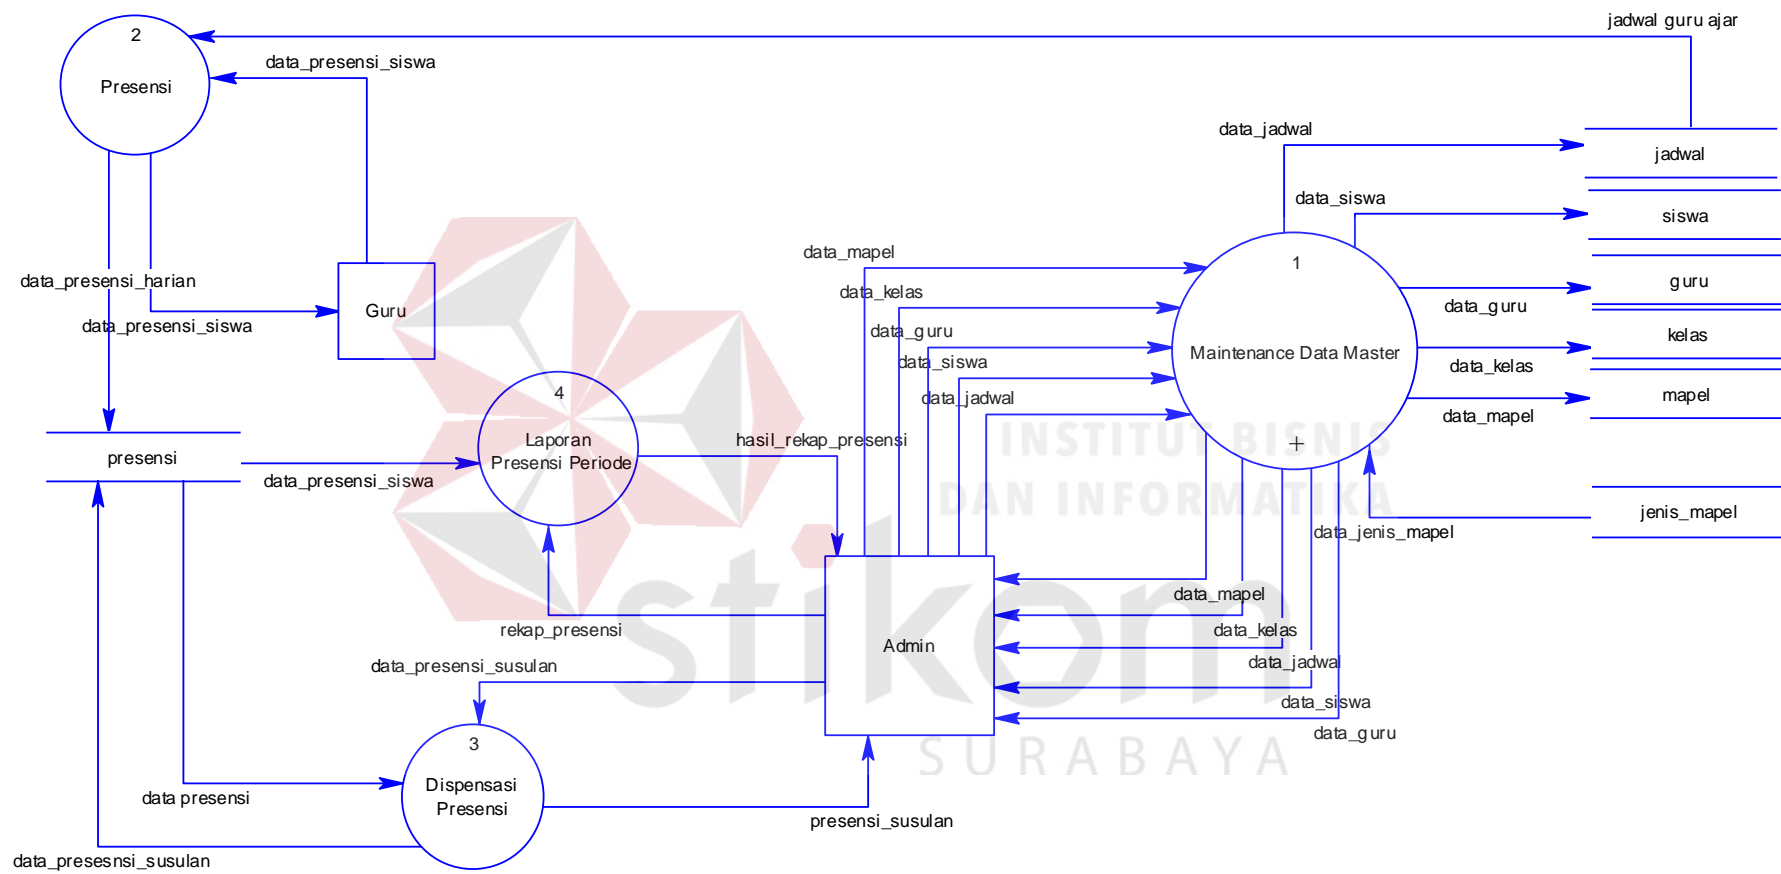 jadwal guru ajar
2
Presensi
data_presensi_siswa
data_jadwal
jadwal
data_siswa
siswa
data_mapel
1
data_presensi_harian
data_kelas
guru
data_guru
Guru
data_presensi_siswa
data_guru
kelas
Maintenance Data Master
data_siswa
data_kelas
4
data_jadwal
mapel
data_mapel
Laporan
Presensi Periode
hasil_rekap_presensi
+
INSTITUT BISNIS
DAN INFORMATIKA
presensi
data_presensi_siswa
jenis_mapel
data_jenis_mapel
stikom
data_mapel
rekap_presensi
data_kelas
Admin
data_presensi_susulan
data_jadwal
data_siswa
data_guru
SURABAYA
3
Dispensasi
Presensi
data presensi
presensi_susulan
data_presesnsi_susulan